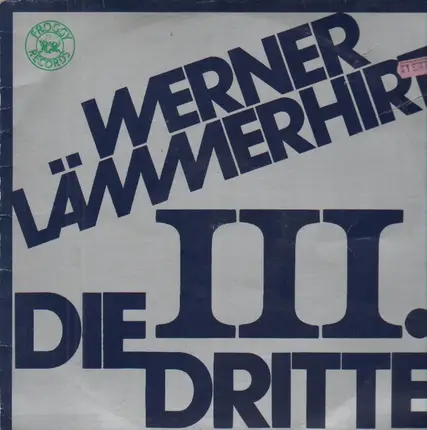 FROGGY
RECORDS
WERNER
LÄMMERHIRT
III.
DIE
DRITTE